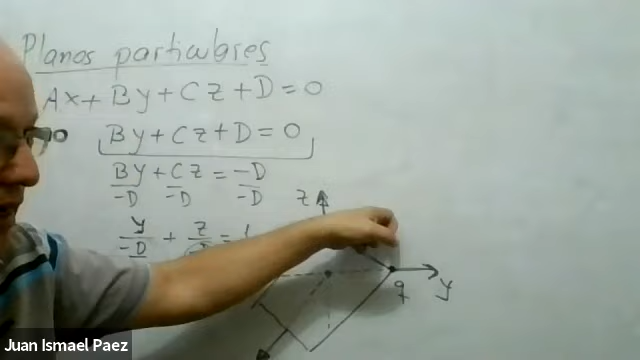 Planos particulares
Ax + By + Cz + D = 0
By + Cz + D = 0
By + Cz = -D
-D -D -D
y + z = 1
-D
z
q
y
Juan Ismael Paez